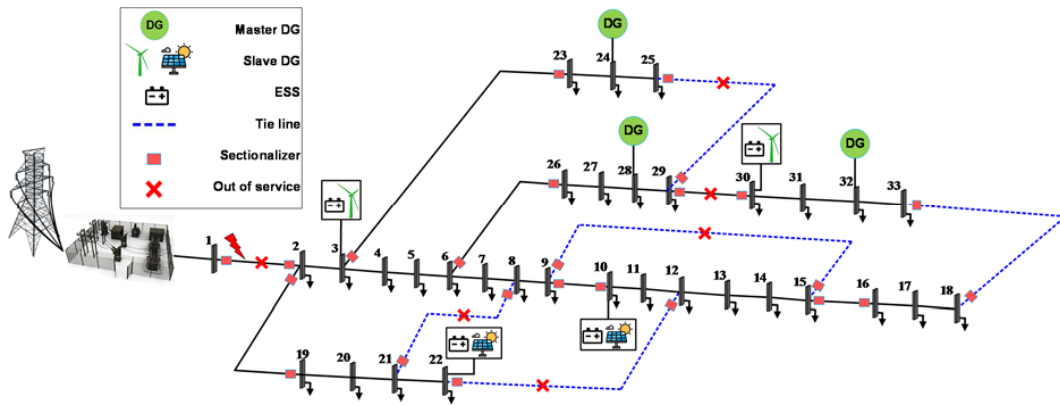 DG Master DG
Slave DG
ESS
Tie line
Sectionalizer
Out of service
DG
23 24 25
DG
DG
26 27 28 29 30 31 32 33
1 2 3 4 5 6 7 8 9 10 11 12 13 14 15 16 17 18
19 20 21 22